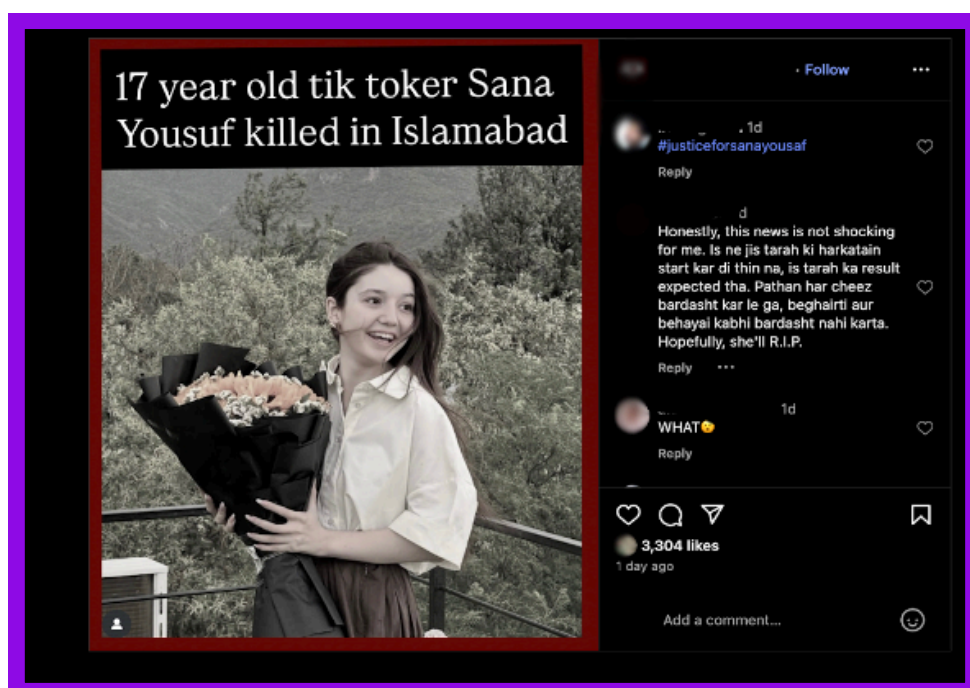 17 year old tik toker Sana
Yousuf killed in Islamabad
· Follow
1d
#justiceforsanayousaf
Reply
d
Honestly, this news is not shocking
for me. Is ne jis tarah ki harkatain
start kar di thin na, is tarah ka result
expected tha. Pathan har cheez
bardasht kar le ga, beghairti aur
behayai kabhi bardasht nahi karta.
Hopefully, she'll R.I.P.
Reply
1d
WHAT🫢
Reply
3,304 likes
1 day ago
Add a comment...